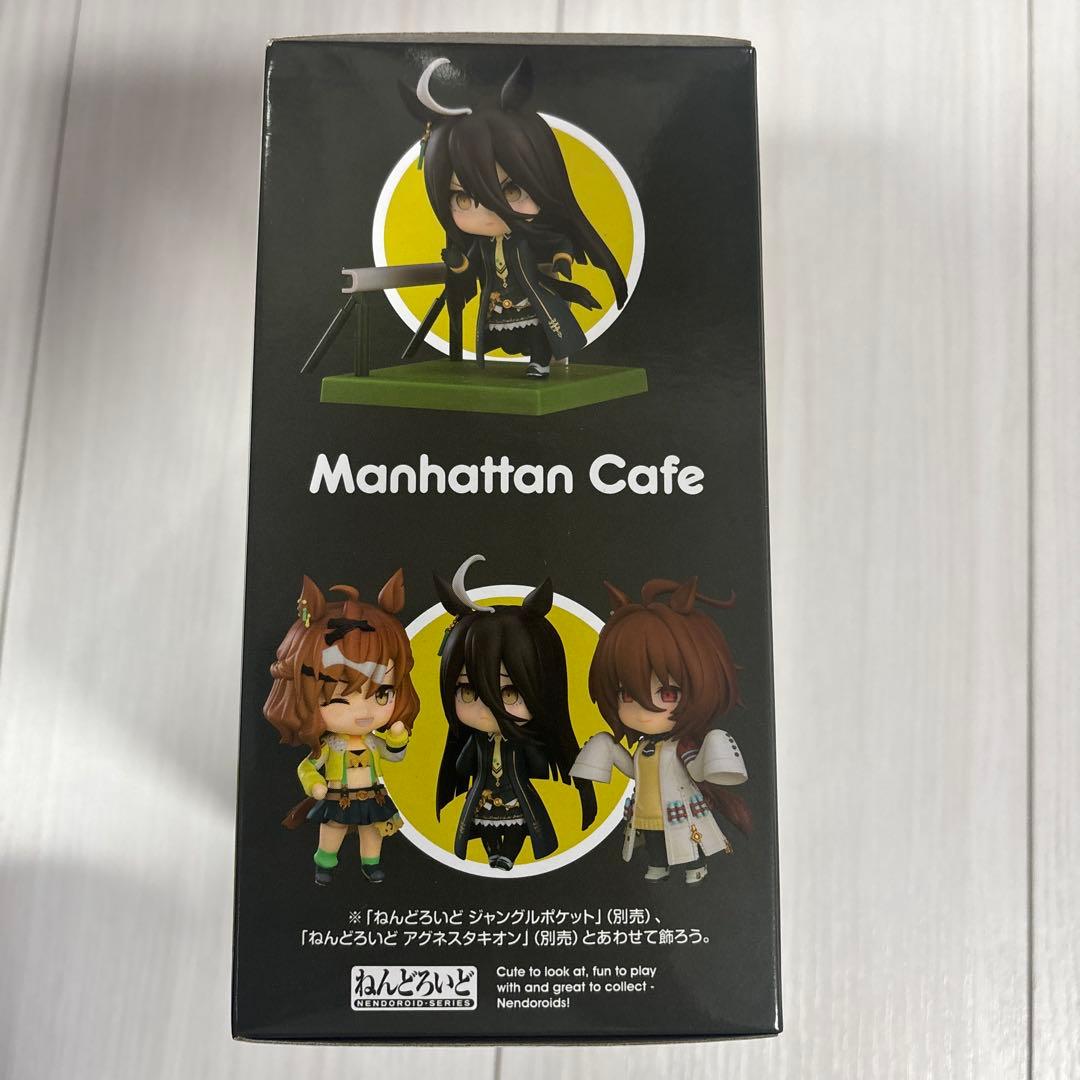 Manhattan Cafe
※「ねんどろいど ジャングルポケット」(別売)、
「ねんどろいど アグネスタキオン」(別売)とあわせて飾ろう。
ねんどろいど
NENDOROID-SERIES
Cute to look at, fun to play
with and great to collect -
Nendoroids!